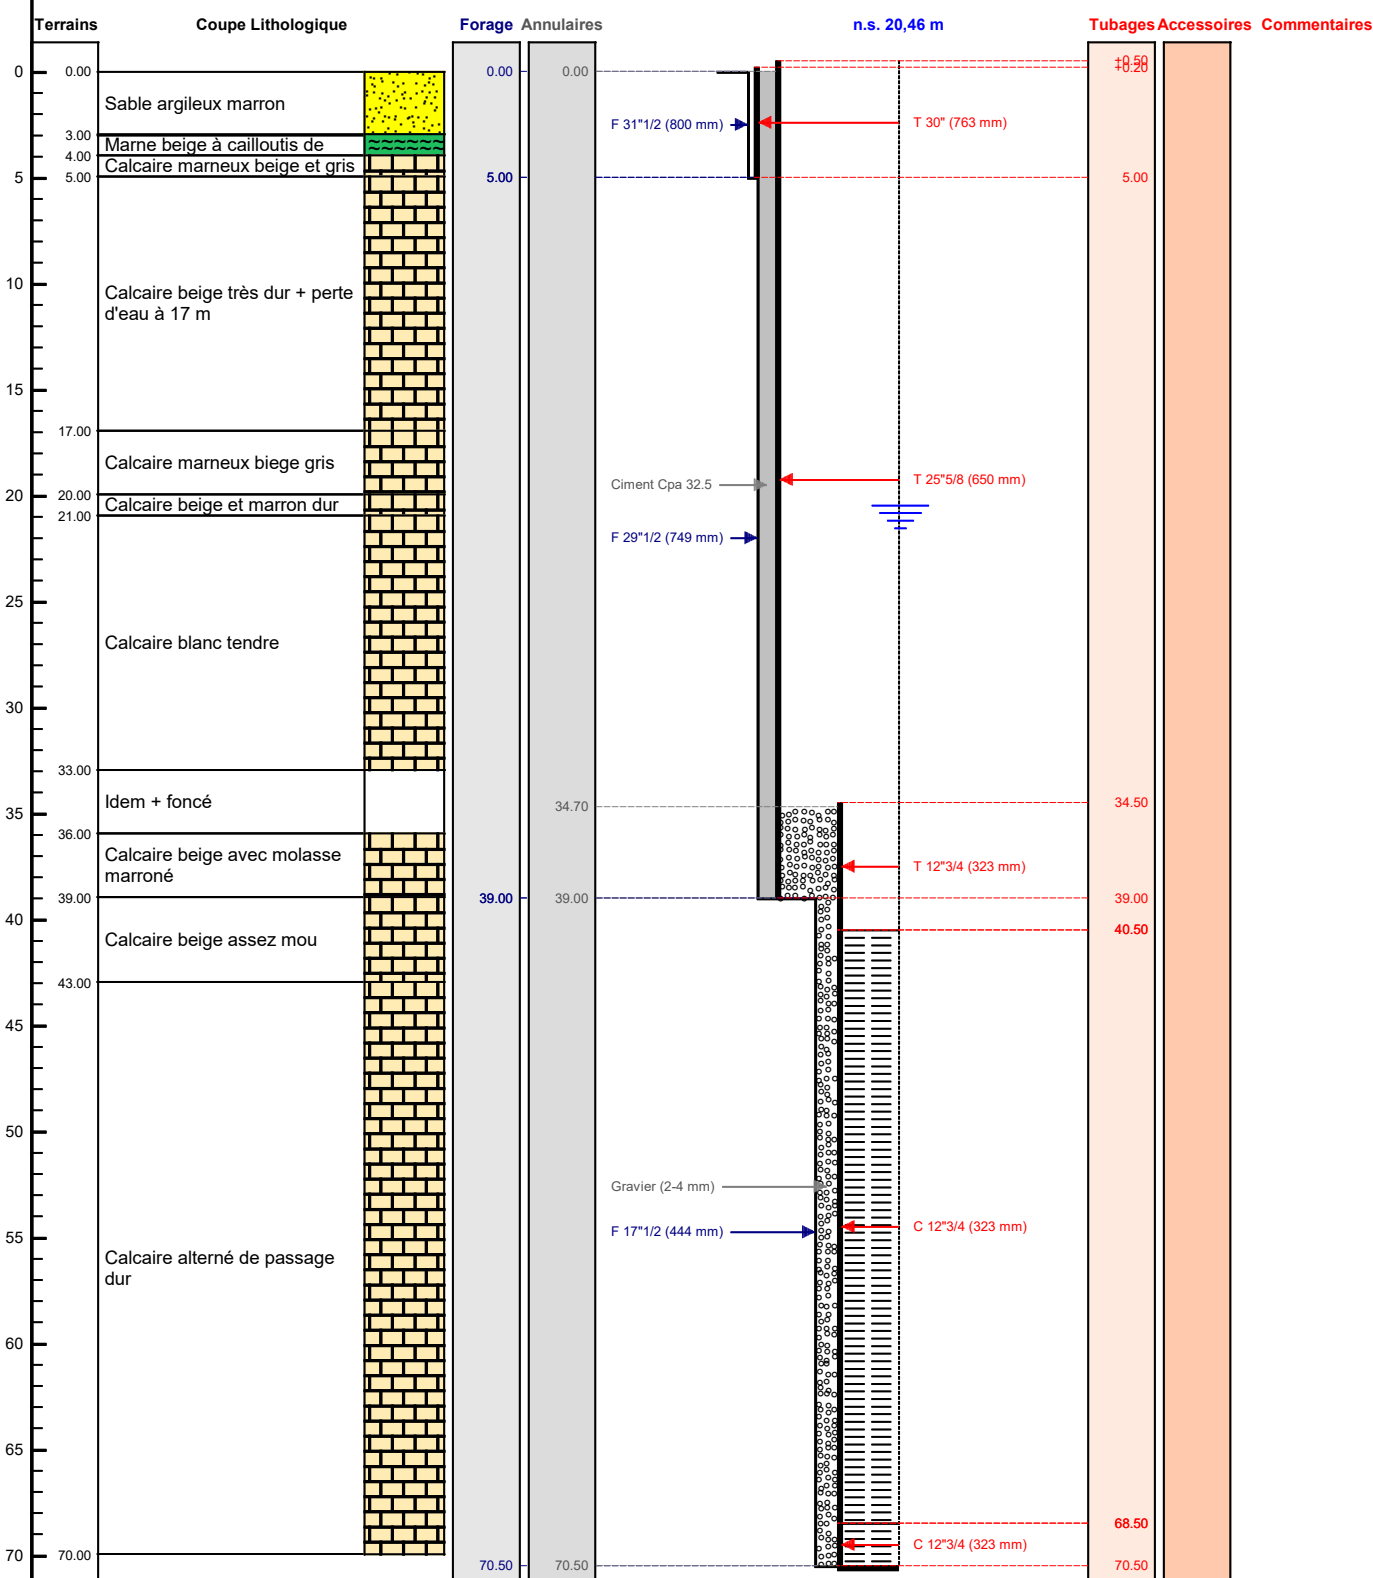 Terrains Coupe Lithologique Forage Annulaires n.s. 20,46 m Tubages Accessoires Commentaires
+0.50
+0.20
0 0.00 0.00 0.00
Sable argileux marron
F 31"1/2 (800 mm) T 30" (763 mm)
3.00
Marne beige à cailloutis de
4.00
Calcaire marneux beige et gris
5 5.00 5.00 5.00
10
Calcaire beige très dur + perte
d'eau à 17 m
15
17.00
Calcaire marneux biege gris
Ciment Cpa 32.5 T 25"5/8 (650 mm)
20 20.00
Calcaire beige et marron dur
21.00
F 29"1/2 (749 mm)
25
Calcaire blanc tendre
30
33.00
Idem + foncé
34.70 34.50
35
36.00
Calcaire beige avec molasse
marroné
T 12"3/4 (323 mm)
39.00 39.00 39.00 39.00
40
Calcaire beige assez mou
40.50
43.00
45
50
Gravier (2-4 mm)
F 17"1/2 (444 mm) C 12"3/4 (323 mm)
55
Calcaire alterné de passage
dur
60
65
68.50
C 12"3/4 (323 mm)
70 70.00
70.50 70.50 70.50